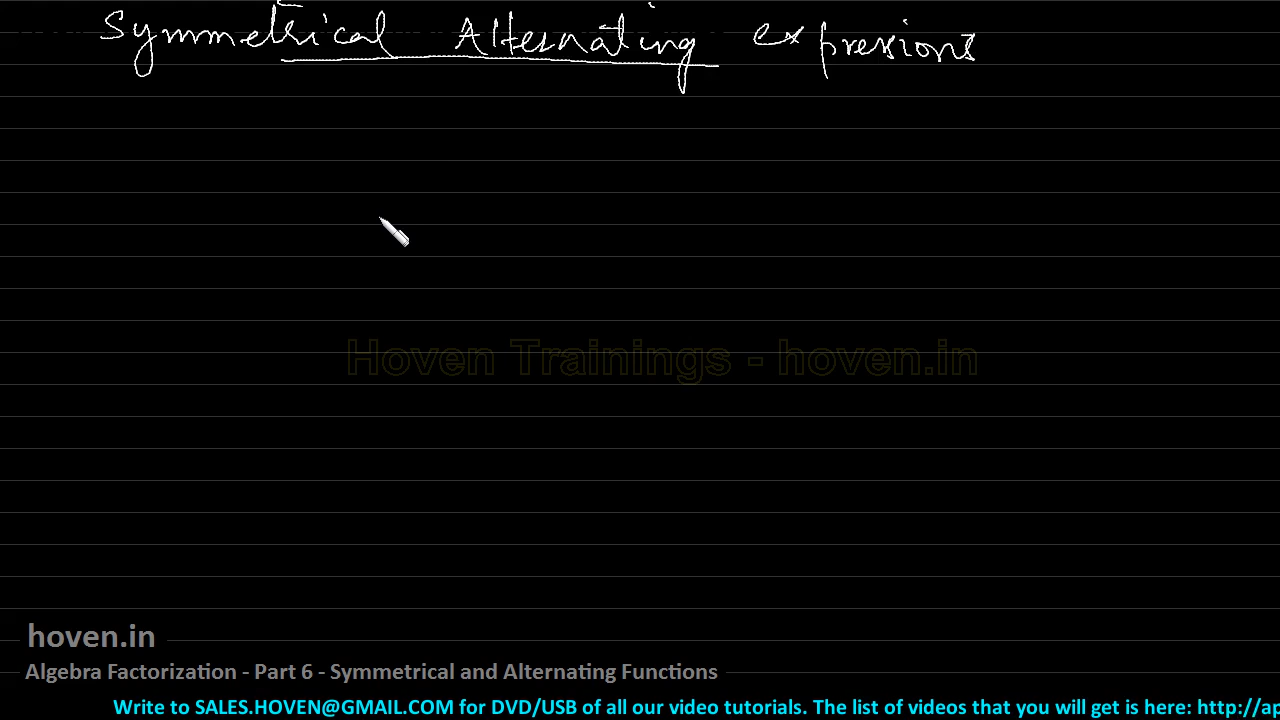 Symmetrical Alternating expressions
Hoven Trainings - hoven.in
hoven.in
Algebra Factorization - Part 6 - Symmetrical and Alternating Functions
Write to SALES.HOVEN@GMAIL.COM for DVD/USB of all our video tutorials. The list of videos that you will get is here: http://ap